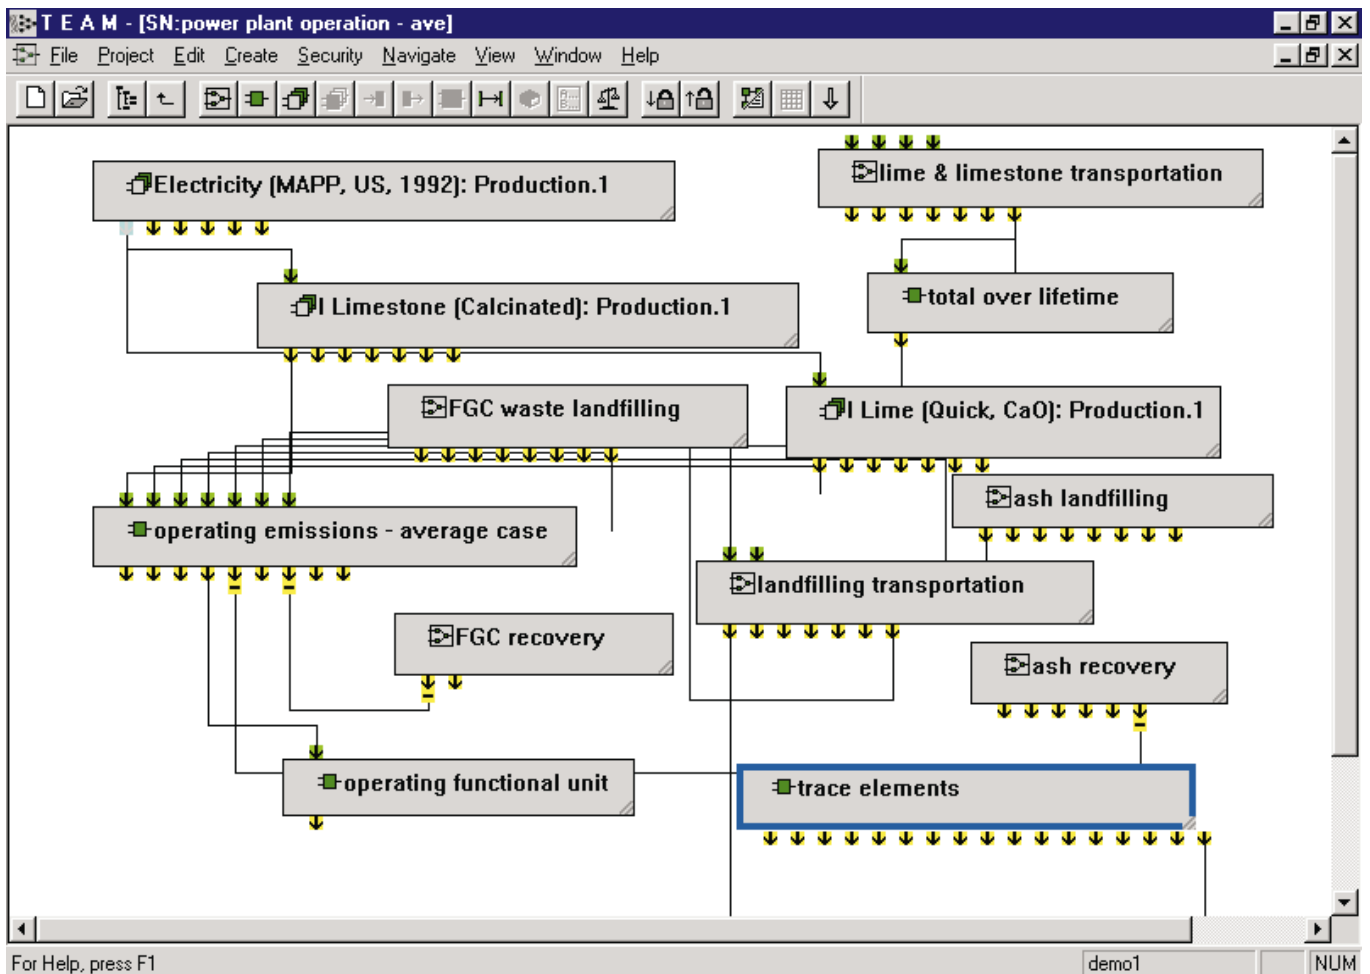 T E A M - [SN:power plant operation - ave]
File Project Edit Create Security Navigate View Window Help
Electricity (MAPP, US, 1992): Production.1
lime & limestone transportation
I Limestone (Calcinated): Production.1
total over lifetime
FGC waste landfilling
I Lime (Quick, CaO): Production.1
ash landfilling
operating emissions - average case
landfilling transportation
FGC recovery
ash recovery
operating functional unit
trace elements
For Help, press F1
demo1
NUM